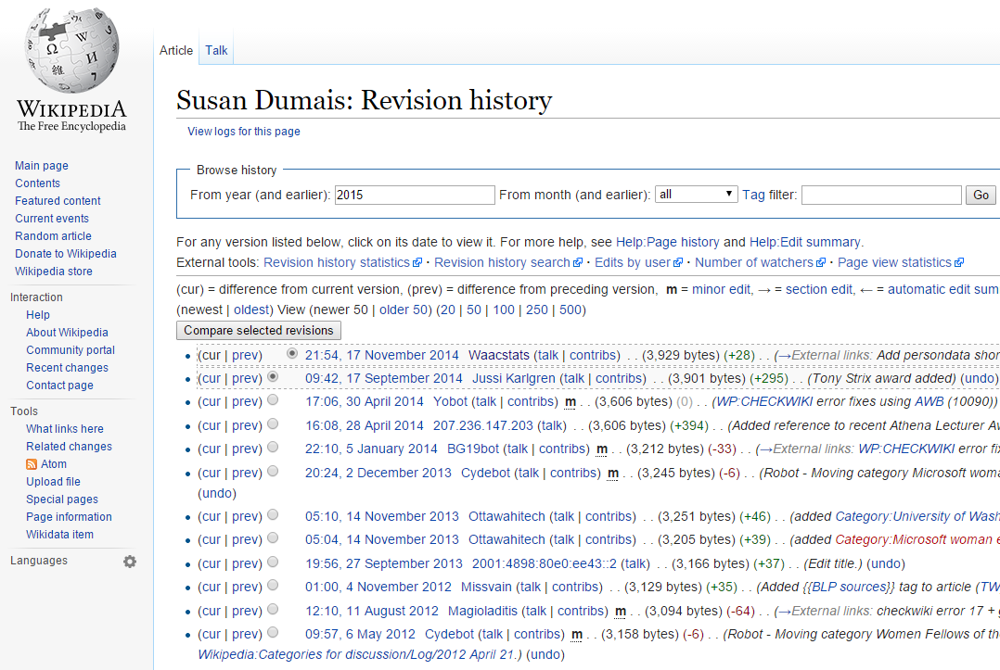 WIKIPEDIA
The Free Encyclopedia
Main page
Contents
Featured content
Current events
Random article
Donate to Wikipedia
Wikipedia store
Interaction
Help
About Wikipedia
Community portal
Recent changes
Contact page
Tools
What links here
Related changes
Atom
Upload file
Special pages
Page information
Wikidata item
Languages
Article Talk
Susan Dumais: Revision history
View logs for this page
Browse history
From year (and earlier): 2015 From month (and earlier): all Tag filter: Go
For any version listed below, click on its date to view it. For more help, see Help:Page history and Help:Edit summary.
External tools: Revision history statistics · Revision history search · Edits by user · Number of watchers · Page view statistics
(cur) = difference from current version, (prev) = difference from preceding version, m = minor edit, → = section edit, ← = automatic edit sum
(newest | oldest) View (newer 50 | older 50) (20 | 50 | 100 | 250 | 500)
Compare selected revisions
• (cur | prev) 21:54, 17 November 2014 Waacstats (talk | contribs) . . (3,929 bytes) (+28) . . (→External links: Add persondata shor
• (cur | prev) 09:42, 17 September 2014 Jussi Karlgren (talk | contribs) . . (3,901 bytes) (+295) . . (Tony Strix award added) (undo)
• (cur | prev) 17:06, 30 April 2014 Yobot (talk | contribs) m . . (3,606 bytes) (0) . . (WP:CHECKWIKI error fixes using AWB (10090))
• (cur | prev) 16:08, 28 April 2014 207.236.147.203 (talk) . . (3,606 bytes) (+394) . . (Added reference to recent Athena Lecturer Aw
• (cur | prev) 22:10, 5 January 2014 BG19bot (talk | contribs) m . . (3,212 bytes) (-33) . . (→External links: WP:CHECKWIKI error fix
• (cur | prev) 20:24, 2 December 2013 Cydebot (talk | contribs) m . . (3,245 bytes) (-6) . . (Robot - Moving category Microsoft woma
(undo)
• (cur | prev) 05:10, 14 November 2013 Ottawahitech (talk | contribs) . . (3,251 bytes) (+46) . . (added Category:University of Wash
• (cur | prev) 05:04, 14 November 2013 Ottawahitech (talk | contribs) . . (3,205 bytes) (+39) . . (added Category:Microsoft woman e
• (cur | prev) 19:56, 27 September 2013 2001:4898:80e0:ee43::2 (talk) . . (3,166 bytes) (+37) . . (Edit title.) (undo)
• (cur | prev) 01:00, 4 November 2012 Missvain (talk | contribs) . . (3,129 bytes) (+35) . . (Added {{BLP sources}} tag to article (TW
• (cur | prev) 12:10, 11 August 2012 Magioladitis (talk | contribs) m . . (3,094 bytes) (-64) . . (→External links: checkwiki error 17 +
• (cur | prev) 09:57, 6 May 2012 Cydebot (talk | contribs) m . . (3,158 bytes) (-6) . . (Robot - Moving category Women Fellows of the
Wikipedia:Categories for discussion/Log/2012 April 21.) (undo)